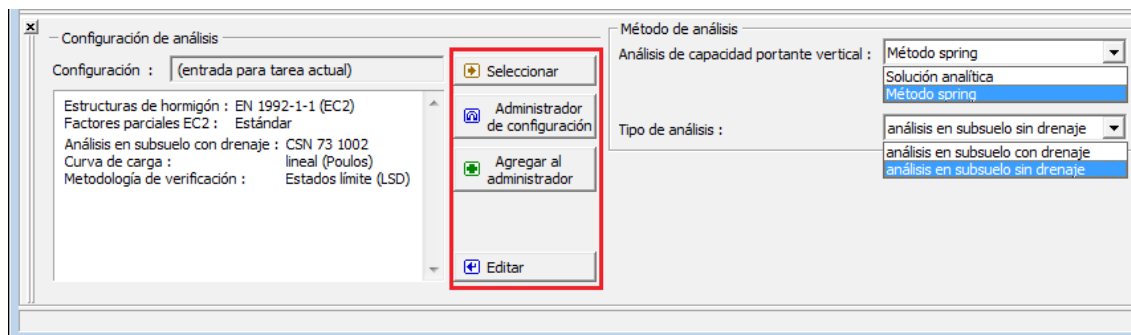 Configuración de análisis
Configuración : (entrada para tarea actual)
Estructuras de hormigón : EN 1992-1-1 (EC2)
Factores parciales EC2 : Estándar
Análisis en subsuelo con drenaje : CSN 73 1002
Curva de carga : lineal (Poulos)
Metodología de verificación : Estados límite (LSD)
Seleccionar
Administrador
de configuración
Agregar al
administrador
Editar
Método de análisis
Análisis de capacidad portante vertical : Método spring
Solución analítica
Método spring
Tipo de análisis : análisis en subsuelo sin drenaje
análisis en subsuelo con drenaje
análisis en subsuelo sin drenaje